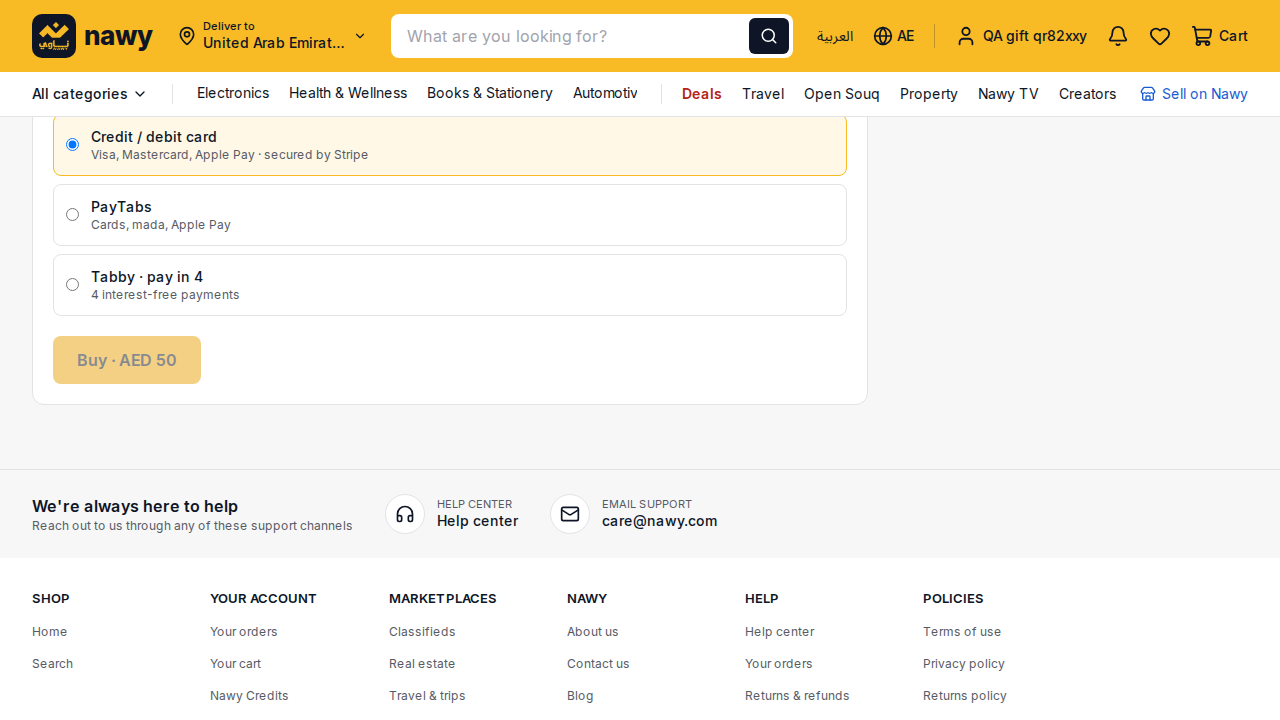 ناوي
nawy
Deliver to
United Arab Emirat...
What are you looking for?
العربية
AE
QA gift qr82xxy
Cart
All categories
Electronics
Health & Wellness
Books & Stationery
Automotiv
Deals
Travel
Open Souq
Property
Nawy TV
Creators
Sell on Nawy
Credit / debit card
Visa, Mastercard, Apple Pay · secured by Stripe
PayTabs
Cards, mada, Apple Pay
Tabby · pay in 4
4 interest-free payments
Buy · AED 50
We're always here to help
Reach out to us through any of these support channels
HELP CENTER
Help center
EMAIL SUPPORT
care@nawy.com
SHOP
YOUR ACCOUNT
MARKETPLACES
NAWY
HELP
POLICIES
Home
Your orders
Classifieds
About us
Help center
Terms of use
Search
Your cart
Real estate
Contact us
Your orders
Privacy policy
Nawy Credits
Travel & trips
Blog
Returns & refunds
Returns policy